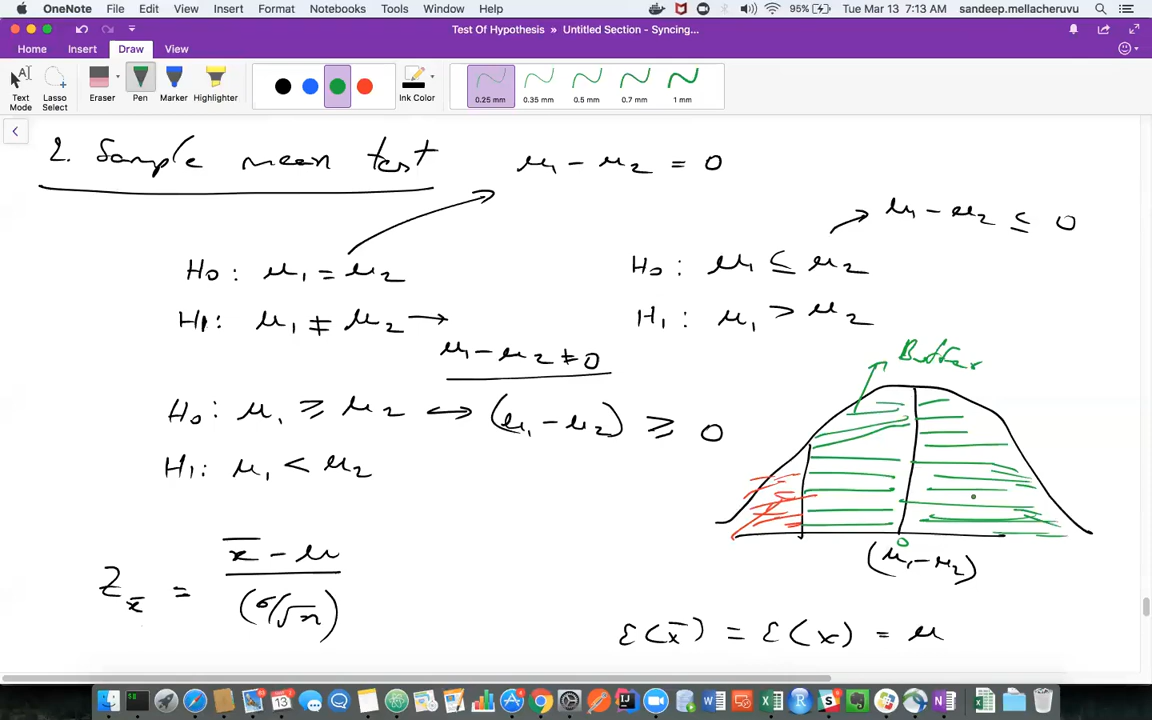 OneNote File Edit View Insert Format Notebooks Tools Window Help 95% Tue Mar 13 7:13 AM sandeep.mellacheruvu
Test Of Hypothesis » Untitled Section - Syncing...
Home Insert Draw View
Text Mode Lasso Select Eraser Pen Marker Highlighter Ink Color 0.25 mm 0.35 mm 0.5 mm 0.7 mm 1 mm
2. Sample mean test
μ1 - μ2 = 0
μ1 - μ2 ≤ 0
H0: μ1 = μ2
H0: μ1 ≤ μ2
H1: μ1 ≠ μ2 →
H1: μ1 > μ2
μ1 - μ2 ≠ 0
Buffer
H0: μ1 ≥ μ2 ↔ (μ1 - μ2) ≥ 0
H1: μ1 < μ2
0
(μ1 - μ2)
Zx̄ = x̄ - μ / (σ/√n)
E(x̄) = E(x) = μ